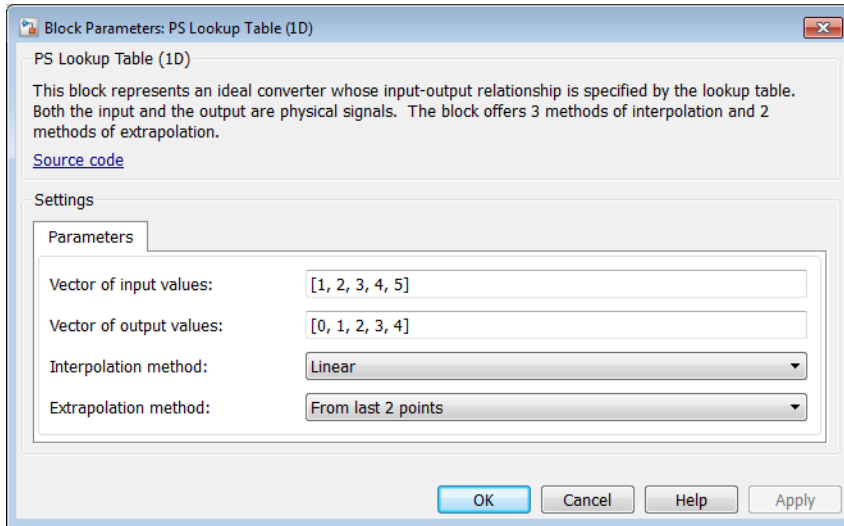 Block Parameters: PS Lookup Table (1D)
PS Lookup Table (1D)
This block represents an ideal converter whose input-output relationship is specified by the lookup table.
Both the input and the output are physical signals.  The block offers 3 methods of interpolation and 2
methods of extrapolation.
Source code
Settings
Parameters
Vector of input values: [1, 2, 3, 4, 5]
Vector of output values: [0, 1, 2, 3, 4]
Interpolation method: Linear
Extrapolation method: From last 2 points
OK Cancel Help Apply